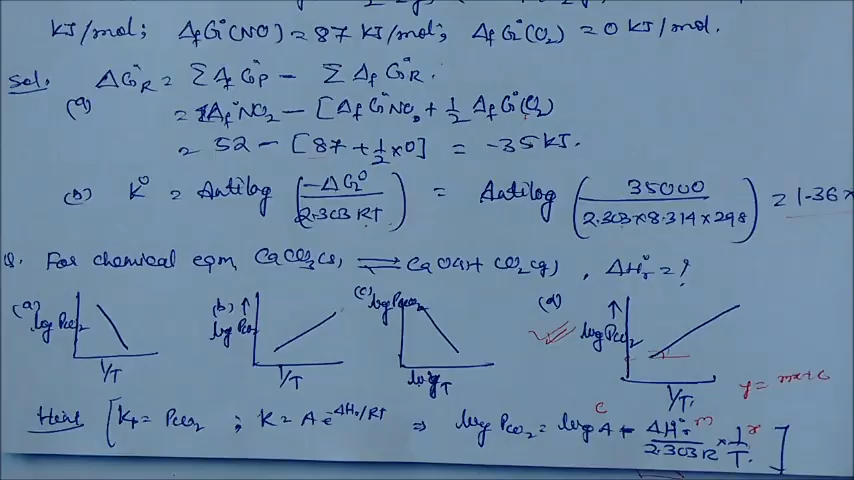 KJ/mol; ΔfG°(NO) = 87 KJ/mol; ΔfG°(O₂) = 0 KJ/mol.
Sol. ΔG°R = ΣΔfG°P - ΣΔfG°R.
(a) = ΔfG°NO₂ - [ΔfG°NO + 1/2 ΔfG°(O₂)]
= 52 - [87 + 1/2 × 0] = -35 KJ.
(b) K° = Antilog (-ΔG°/2.303 RT) = Antilog (35000/2.303×8.314×298) = 1.36×
Q. For chemical eqm, CaCO₃(s) ⇌ CaO(s) + CO₂(g), ΔH°r = ?
(a) log Pco₂ 1/T
(b) log Pco₂ 1/T
(c) log Pco₂ log T
(d) log Pco₂ 1/T
y = mx + c
Hint [Kp = Pco₂ ; K = A e^-ΔH°r/RT ⇒ log Pco₂ = log A - ΔH°r/2.303R × 1/T. ]
c m x